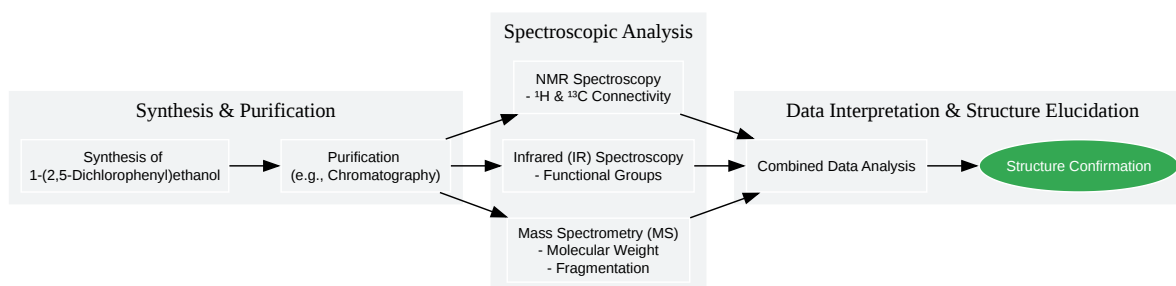 Spectroscopic Analysis
NMR Spectroscopy
- ¹H & ¹³C Connectivity
Synthesis & Purification
Data Interpretation & Structure Elucidation
Synthesis of
1-(2,5-Dichlorophenyl)ethanol
Purification
(e.g., Chromatography)
Infrared (IR) Spectroscopy
- Functional Groups
Combined Data Analysis
Structure Confirmation
Mass Spectrometry (MS)
- Molecular Weight
- Fragmentation